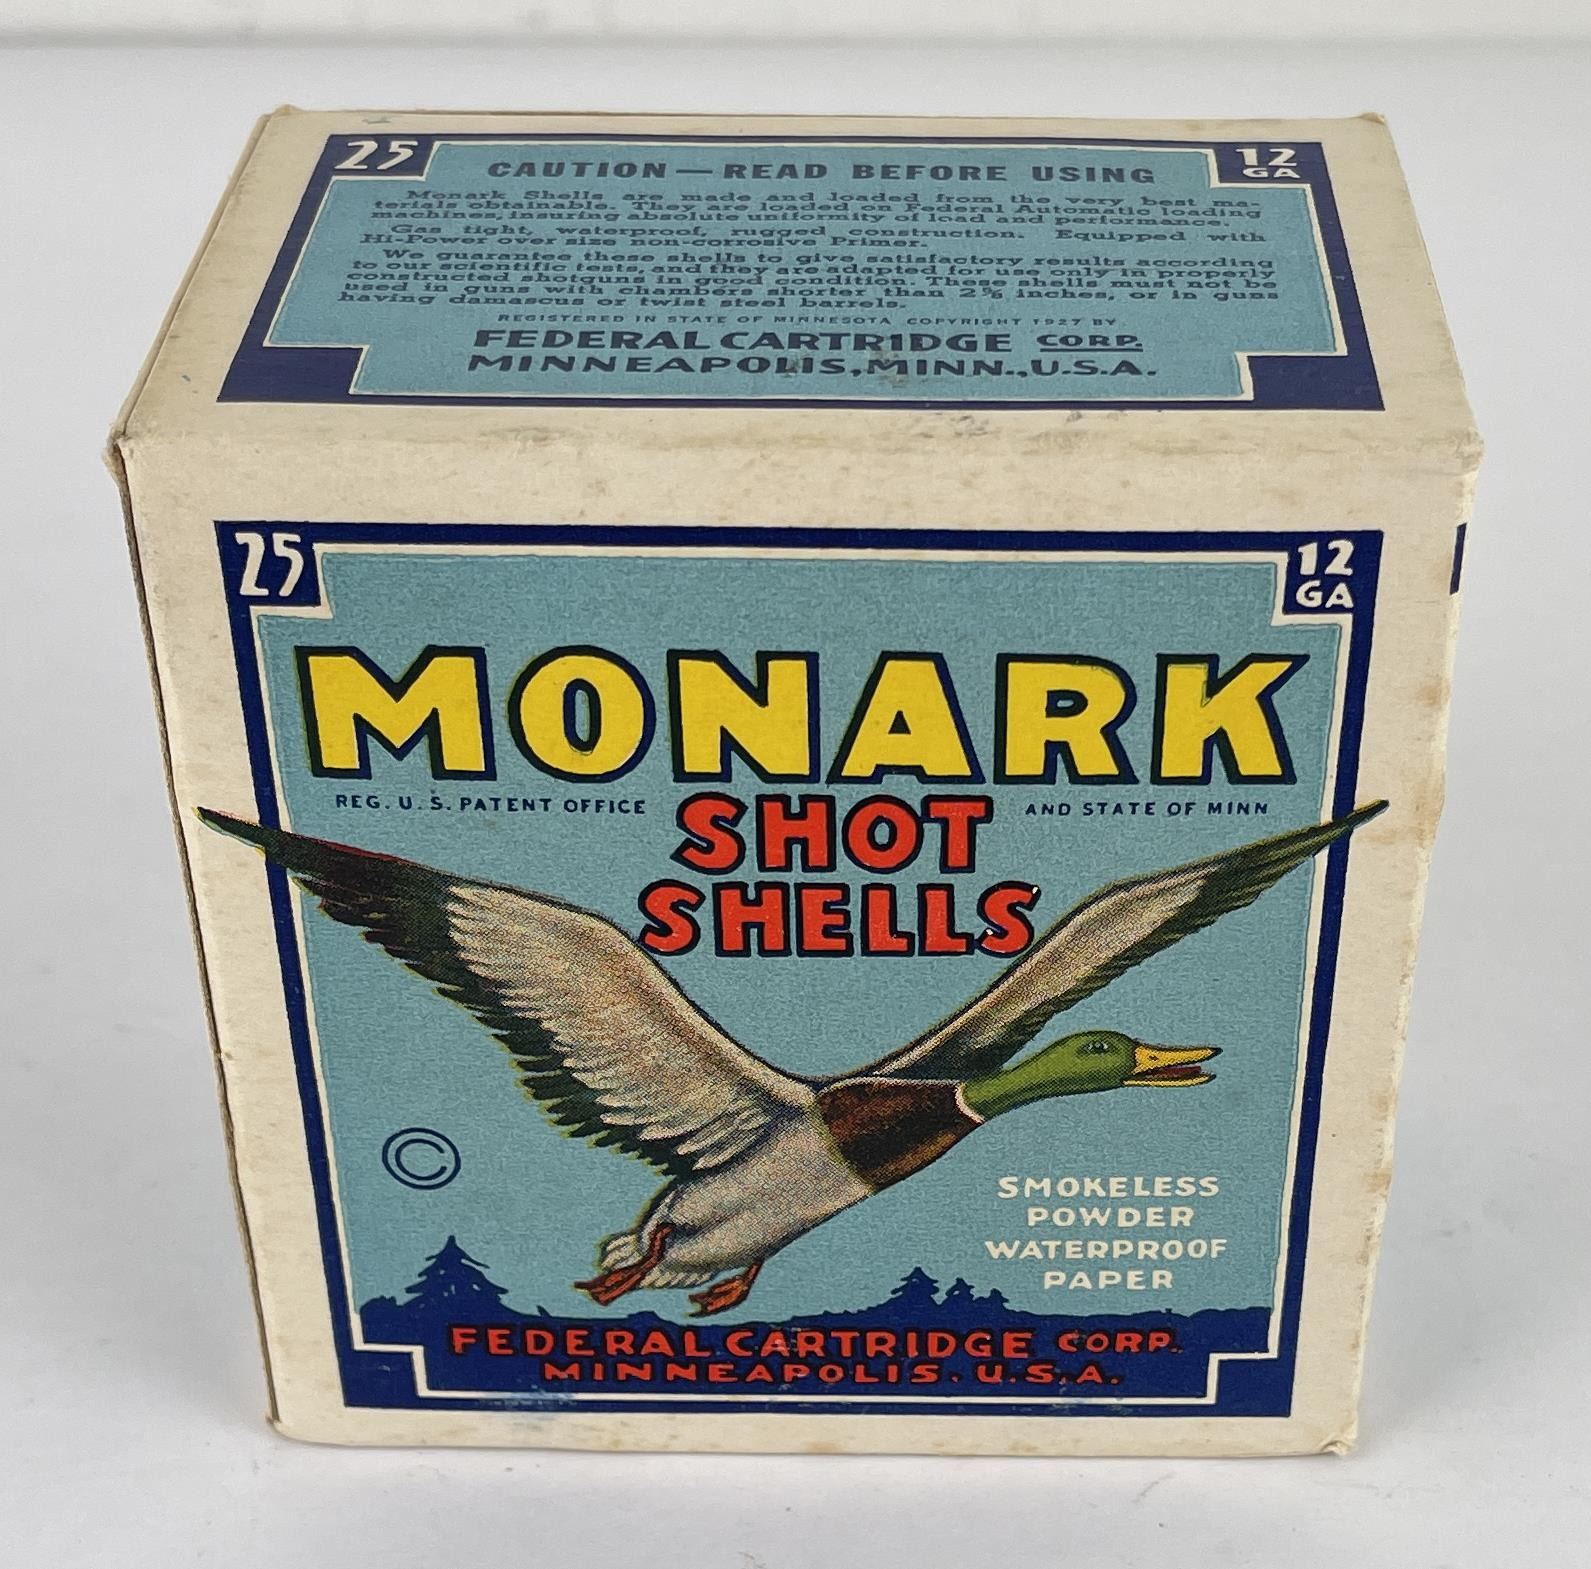 25
12
GA
CAUTION—READ BEFORE USING
Monark Shells are made and loaded from the very best ma-
terials obtainable. They are loaded on Federal Automatic loading
machines, insuring absolute uniformity of load and performance.
Gas tight, waterproof, rugged construction. Equipped with
Hi-Power over size non-corrosive Primer.
We guarantee these shells to give satisfactory results according
to our scientific tests, and they are adapted for use only in properly
constructed shotguns in good condition. These shells must not be
used in guns with chambers shorter than 2⅝ inches, or in guns
having damascus or twist steel barrels.
REGISTERED IN STATE OF MINNESOTA COPYRIGHT 1927 BY
FEDERAL CARTRIDGE CORP.
MINNEAPOLIS, MINN., U.S.A.
25
12
GA
MONARK
REG. U.S. PATENT OFFICE
AND STATE OF MINN
SHOT
SHELLS
©
SMOKELESS
POWDER
WATERPROOF
PAPER
FEDERAL CARTRIDGE CORP.
MINNEAPOLIS. U.S.A.